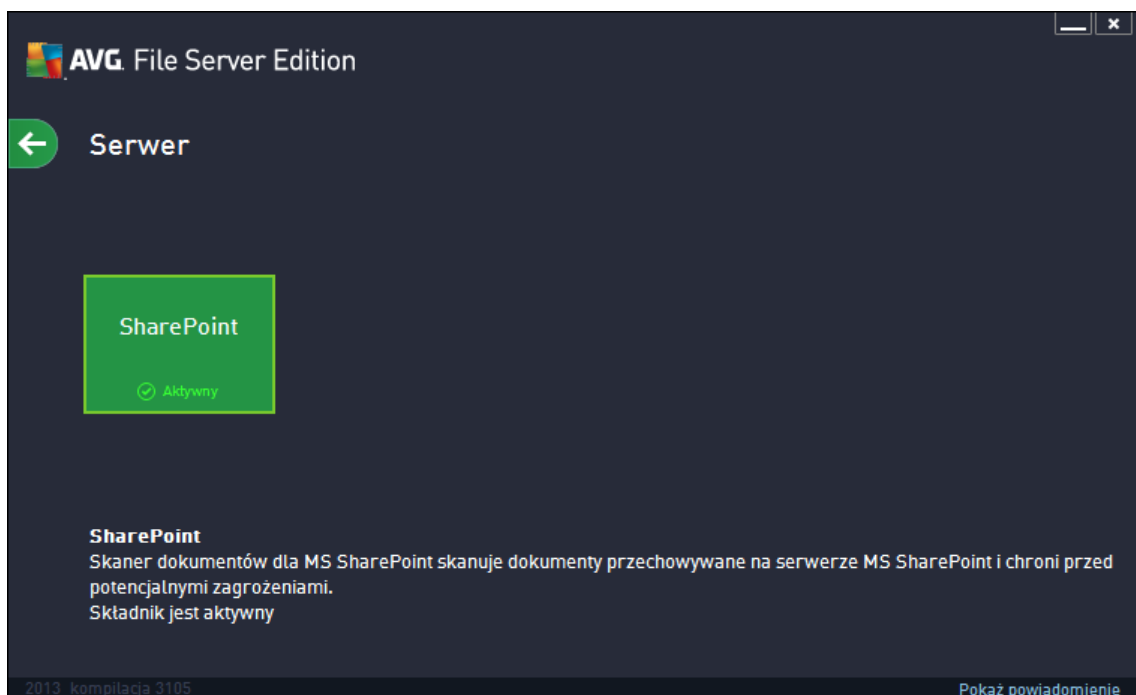 AVG. File Server Edition
Serwer
SharePoint
Aktywny
SharePoint
Skaner dokumentów dla MS SharePoint skanuje dokumenty przechowywane na serwerze MS SharePoint i chroni przed
potencjalnymi zagrożeniami.
Składnik jest aktywny
2013 kompilacja 3105
Pokaż powiadomienie